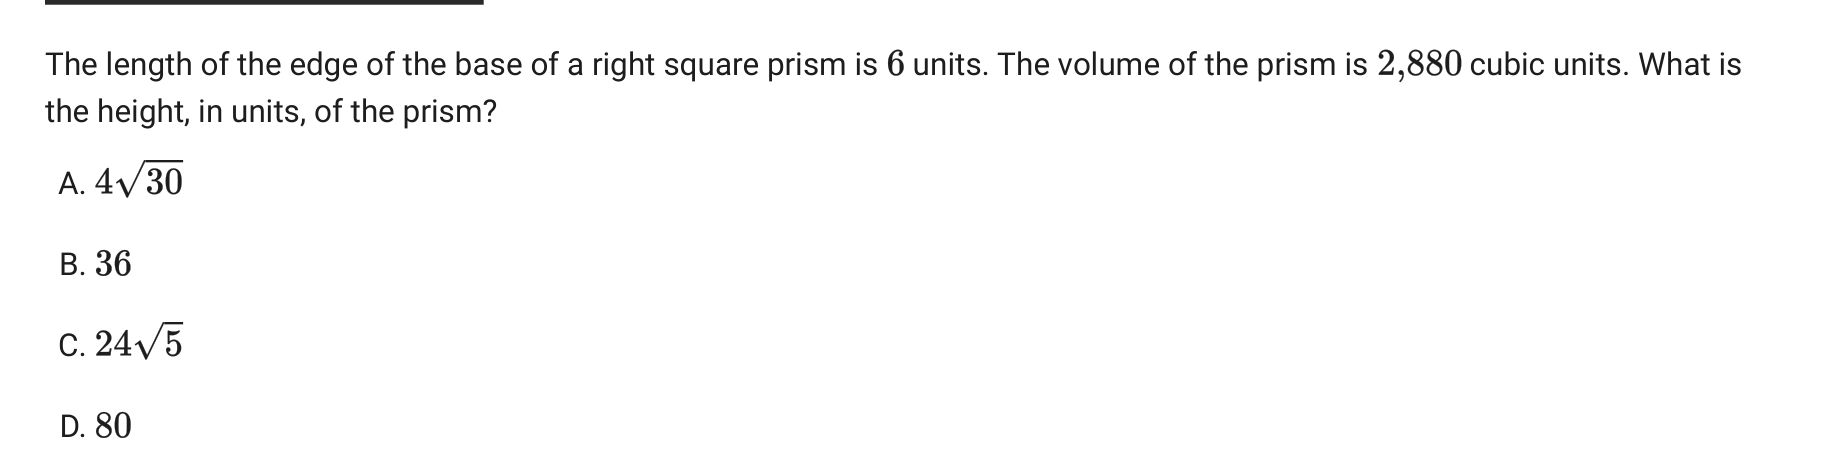 The length of the edge of the base of a right square prism is 6 units. The volume of the prism is 2,880 cubic units. What is
the height, in units, of the prism?
A. 4√30
B. 36
C. 24√5
D. 80